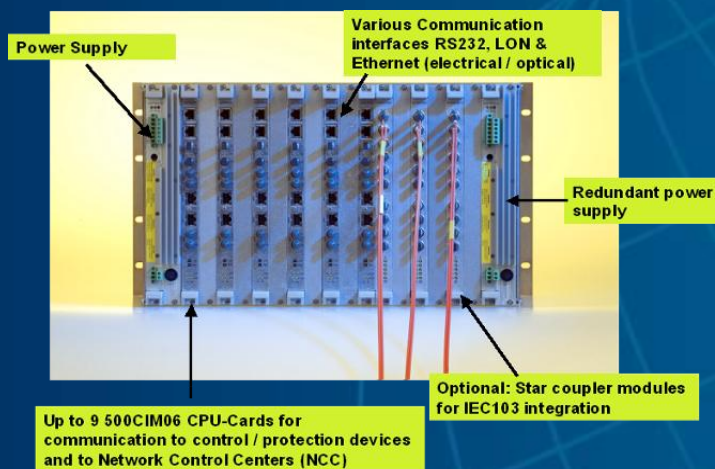 Various Communication
interfaces RS232, LON &
Ethernet (electrical / optical)
Power Supply
Redundant power
supply
Optional: Star coupler modules
for IEC103 integration
Up to 9 500CIM06 CPU-Cards for
communication to control / protection devices
and to Network Control Centers (NCC)